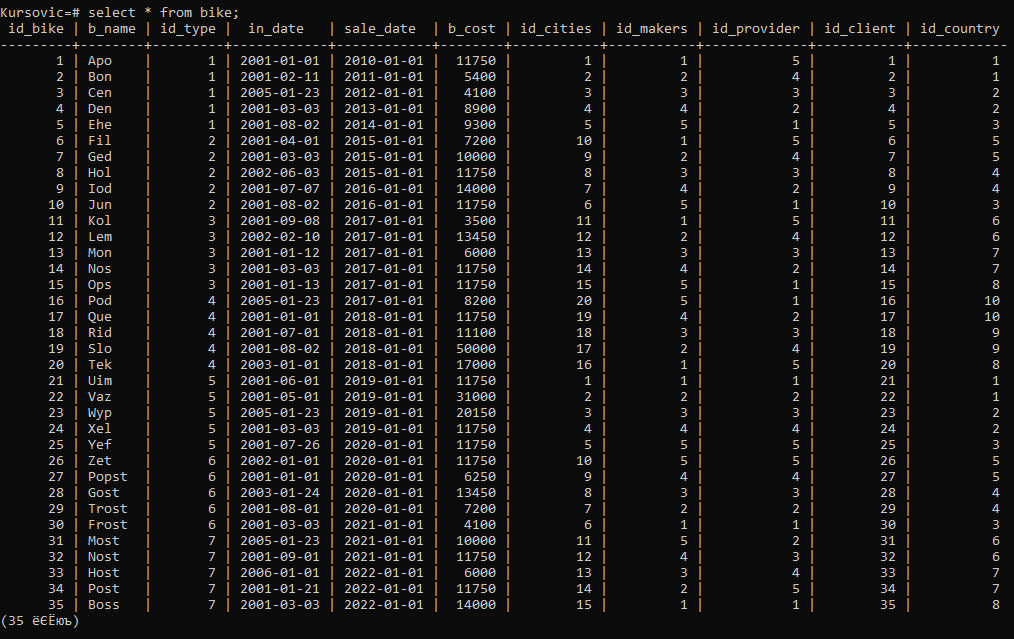 Kursovic=# select * from bike;
 id_bike | b_name | id_type |  in_date   | sale_date  | b_cost | id_cities | id_makers | id_provider | id_client | id_country
---------+--------+---------+------------+------------+--------+-----------+-----------+-------------+-----------+------------
       1 | Apo    |       1 | 2001-01-01 | 2010-01-01 |  11750 |         1 |         1 |           5 |         1 |          1
       2 | Bon    |       1 | 2001-02-11 | 2011-01-01 |   5400 |         2 |         2 |           4 |         2 |          1
       3 | Cen    |       1 | 2005-01-23 | 2012-01-01 |   4100 |         3 |         3 |           3 |         3 |          2
       4 | Den    |       1 | 2001-03-03 | 2013-01-01 |   8900 |         4 |         4 |           2 |         4 |          2
       5 | Ehe    |       1 | 2001-08-02 | 2014-01-01 |   9300 |         5 |         5 |           1 |         5 |          3
       6 | Fil    |       2 | 2001-04-01 | 2015-01-01 |   7200 |        10 |         1 |           5 |         6 |          5
       7 | Ged    |       2 | 2001-03-03 | 2015-01-01 |  10000 |         9 |         2 |           4 |         7 |          5
       8 | Hol    |       2 | 2002-06-03 | 2015-01-01 |  11750 |         8 |         3 |           3 |         8 |          4
       9 | Iod    |       2 | 2001-07-07 | 2016-01-01 |  14000 |         7 |         4 |           2 |         9 |          4
      10 | Jun    |       2 | 2001-08-02 | 2016-01-01 |  11750 |         6 |         5 |           1 |        10 |          3
      11 | Kol    |       3 | 2001-09-08 | 2017-01-01 |   3500 |        11 |         1 |           5 |        11 |          6
      12 | Lem    |       3 | 2002-02-10 | 2017-01-01 |  13450 |        12 |         2 |           4 |        12 |          6
      13 | Mon    |       3 | 2001-01-12 | 2017-01-01 |   6000 |        13 |         3 |           3 |        13 |          7
      14 | Nos    |       3 | 2001-03-03 | 2017-01-01 |  11750 |        14 |         4 |           2 |        14 |          7
      15 | Ops    |       3 | 2001-01-13 | 2017-01-01 |  11750 |        15 |         5 |           1 |        15 |          8
      16 | Pod    |       4 | 2005-01-23 | 2017-01-01 |   8200 |        20 |         5 |           1 |        16 |         10
      17 | Que    |       4 | 2001-01-01 | 2018-01-01 |  11750 |        19 |         4 |           2 |        17 |         10
      18 | Rid    |       4 | 2001-07-01 | 2018-01-01 |  11100 |        18 |         3 |           3 |        18 |          9
      19 | Slo    |       4 | 2001-08-02 | 2018-01-01 |  50000 |        17 |         2 |           4 |        19 |          9
      20 | Tek    |       4 | 2003-01-01 | 2018-01-01 |  17000 |        16 |         1 |           5 |        20 |          8
      21 | Uim    |       5 | 2001-06-01 | 2019-01-01 |  11750 |         1 |         1 |           1 |        21 |          1
      22 | Vaz    |       5 | 2001-05-01 | 2019-01-01 |  31000 |         2 |         2 |           2 |        22 |          1
      23 | Wyp    |       5 | 2005-01-23 | 2019-01-01 |  20150 |         3 |         3 |           3 |        23 |          2
      24 | Xel    |       5 | 2001-03-03 | 2019-01-01 |  11750 |         4 |         4 |           4 |        24 |          2
      25 | Yef    |       5 | 2001-07-26 | 2020-01-01 |  11750 |         5 |         5 |           5 |        25 |          3
      26 | Zet    |       6 | 2002-01-01 | 2020-01-01 |  11750 |        10 |         5 |           5 |        26 |          5
      27 | Popst  |       6 | 2001-01-01 | 2020-01-01 |   6250 |         9 |         4 |           4 |        27 |          5
      28 | Gost   |       6 | 2003-01-24 | 2020-01-01 |  13450 |         8 |         3 |           3 |        28 |          4
      29 | Trost  |       6 | 2001-08-01 | 2020-01-01 |   7200 |         7 |         2 |           2 |        29 |          4
      30 | Frost  |       6 | 2001-03-03 | 2021-01-01 |   4100 |         6 |         1 |           1 |        30 |          3
      31 | Most   |       7 | 2005-01-23 | 2021-01-01 |  10000 |        11 |         5 |           2 |        31 |          6
      32 | Nost   |       7 | 2001-09-01 | 2021-01-01 |  11750 |        12 |         4 |           3 |        32 |          6
      33 | Host   |       7 | 2006-01-01 | 2022-01-01 |   6000 |        13 |         3 |           4 |        33 |          7
      34 | Post   |       7 | 2001-01-21 | 2022-01-01 |  11750 |        14 |         2 |           5 |        34 |          7
      35 | Boss   |       7 | 2001-03-03 | 2022-01-01 |  14000 |        15 |         1 |           1 |        35 |          8
(35 ёЄЁюъ)